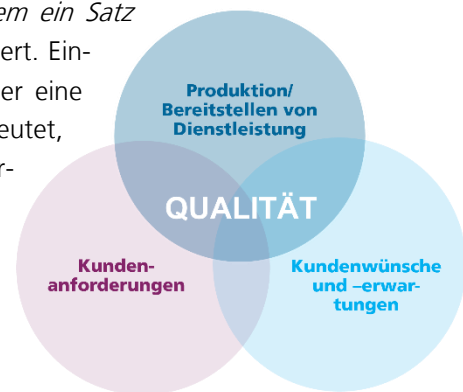 em ein Satz
ert. Ein-
er eine
eutet,
r-
Produktion/
Bereitstellen von
Dienstleistung
QUALITÄT
Kunden-
anforderungen
Kundenwünsche
und –erwar-
tungen